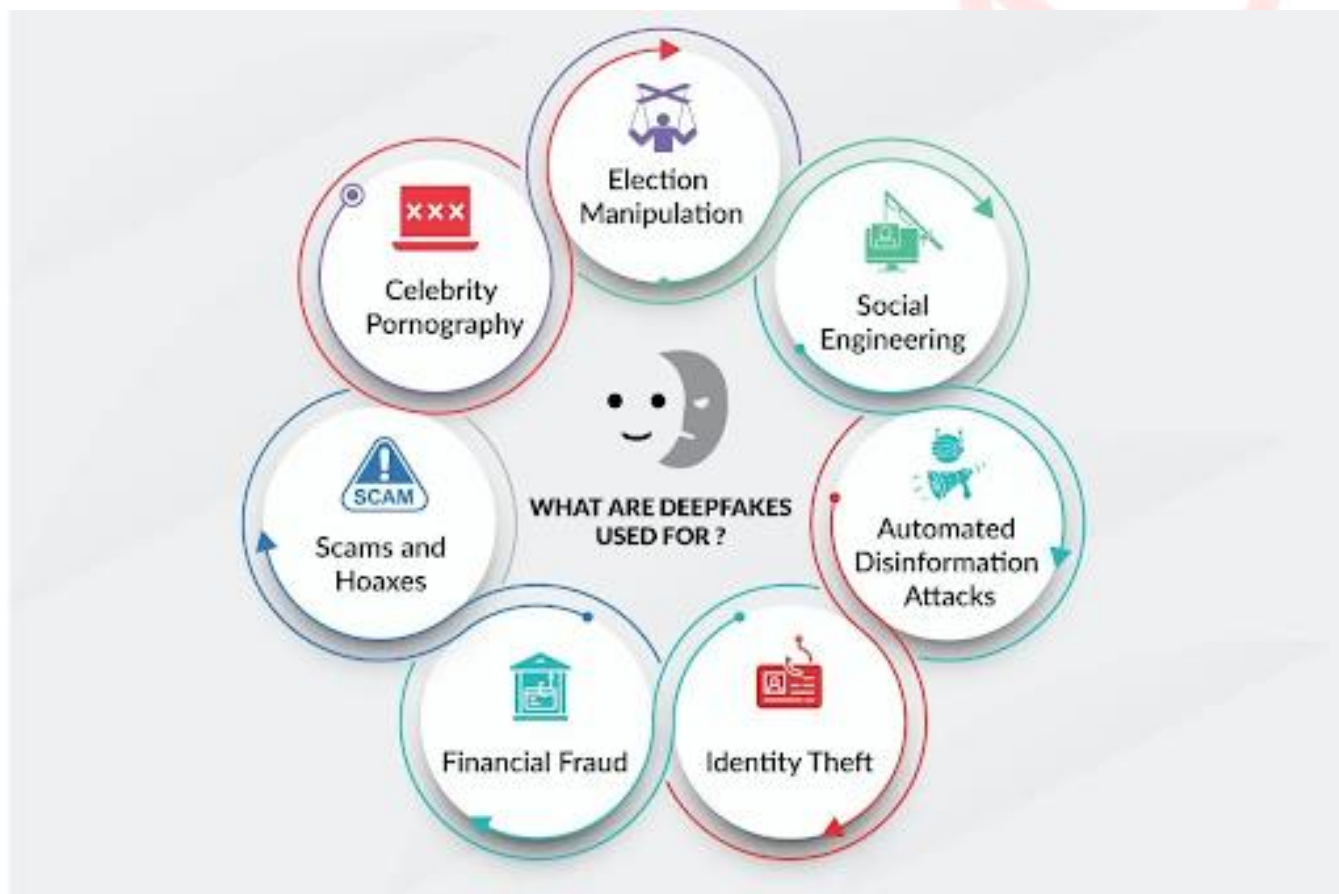 Election
Manipulation
Social
Engineering
Automated
Disinformation
Attacks
Identity Theft
Financial Fraud
SCAM
Scams and
Hoaxes
XXX
Celebrity
Pornography
WHAT ARE DEEPFAKES
USED FOR ?